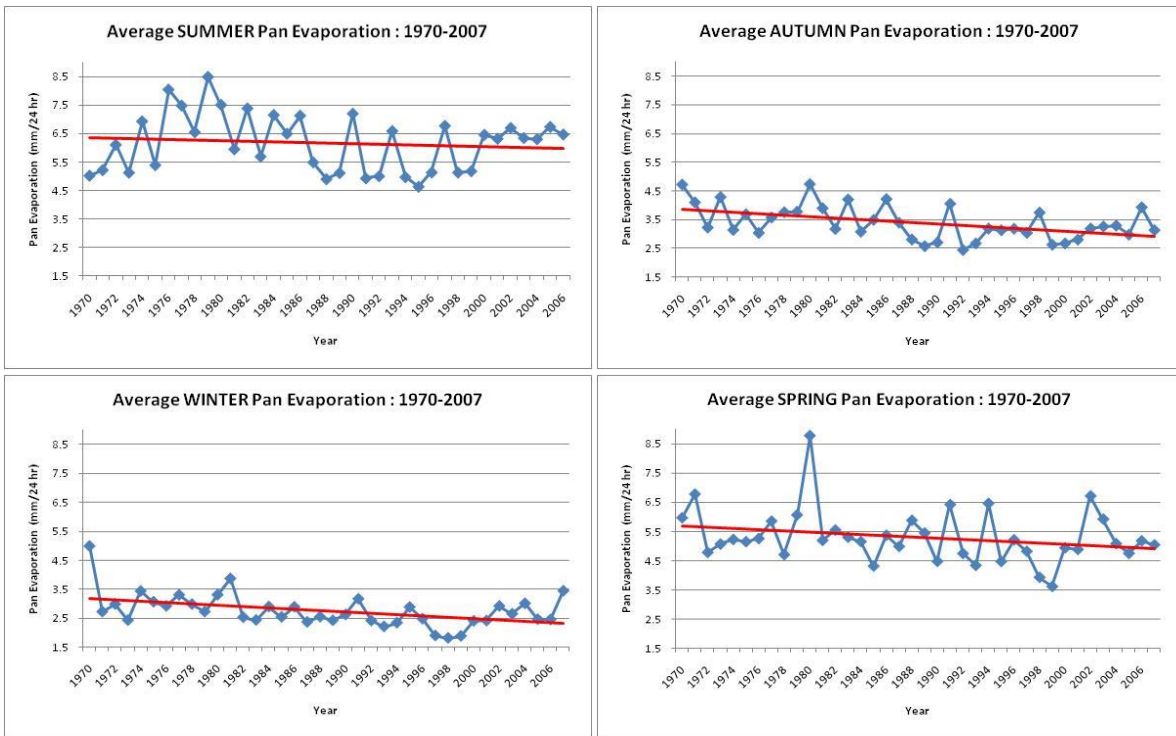 Average SUMMER Pan Evaporation : 1970-2007
Pan Evaporation (mm/24 hr)
8.5
7.5
6.5
5.5
4.5
3.5
2.5
1.5
1970 1972 1974 1976 1978 1980 1982 1984 1986 1988 1990 1992 1994 1996 1998 2000 2002 2004 2006
Year
Average AUTUMN Pan Evaporation : 1970-2007
Pan Evaporation (mm/24 hr)
8.5
7.5
6.5
5.5
4.5
3.5
2.5
1.5
1970 1972 1974 1976 1978 1980 1982 1984 1986 1988 1990 1992 1994 1996 1998 2000 2002 2004 2006
Year
Average WINTER Pan Evaporation : 1970-2007
Pan Evaporation (mm/24 hr)
8.5
7.5
6.5
5.5
4.5
3.5
2.5
1.5
1970 1972 1974 1976 1978 1980 1982 1984 1986 1988 1990 1992 1994 1996 1998 2000 2002 2004 2006
Year
Average SPRING Pan Evaporation : 1970-2007
Pan Evaporation (mm/24 hr)
8.5
7.5
6.5
5.5
4.5
3.5
2.5
1.5
1970 1972 1974 1976 1978 1980 1982 1984 1986 1988 1990 1992 1994 1996 1998 2000 2002 2004 2006
Year